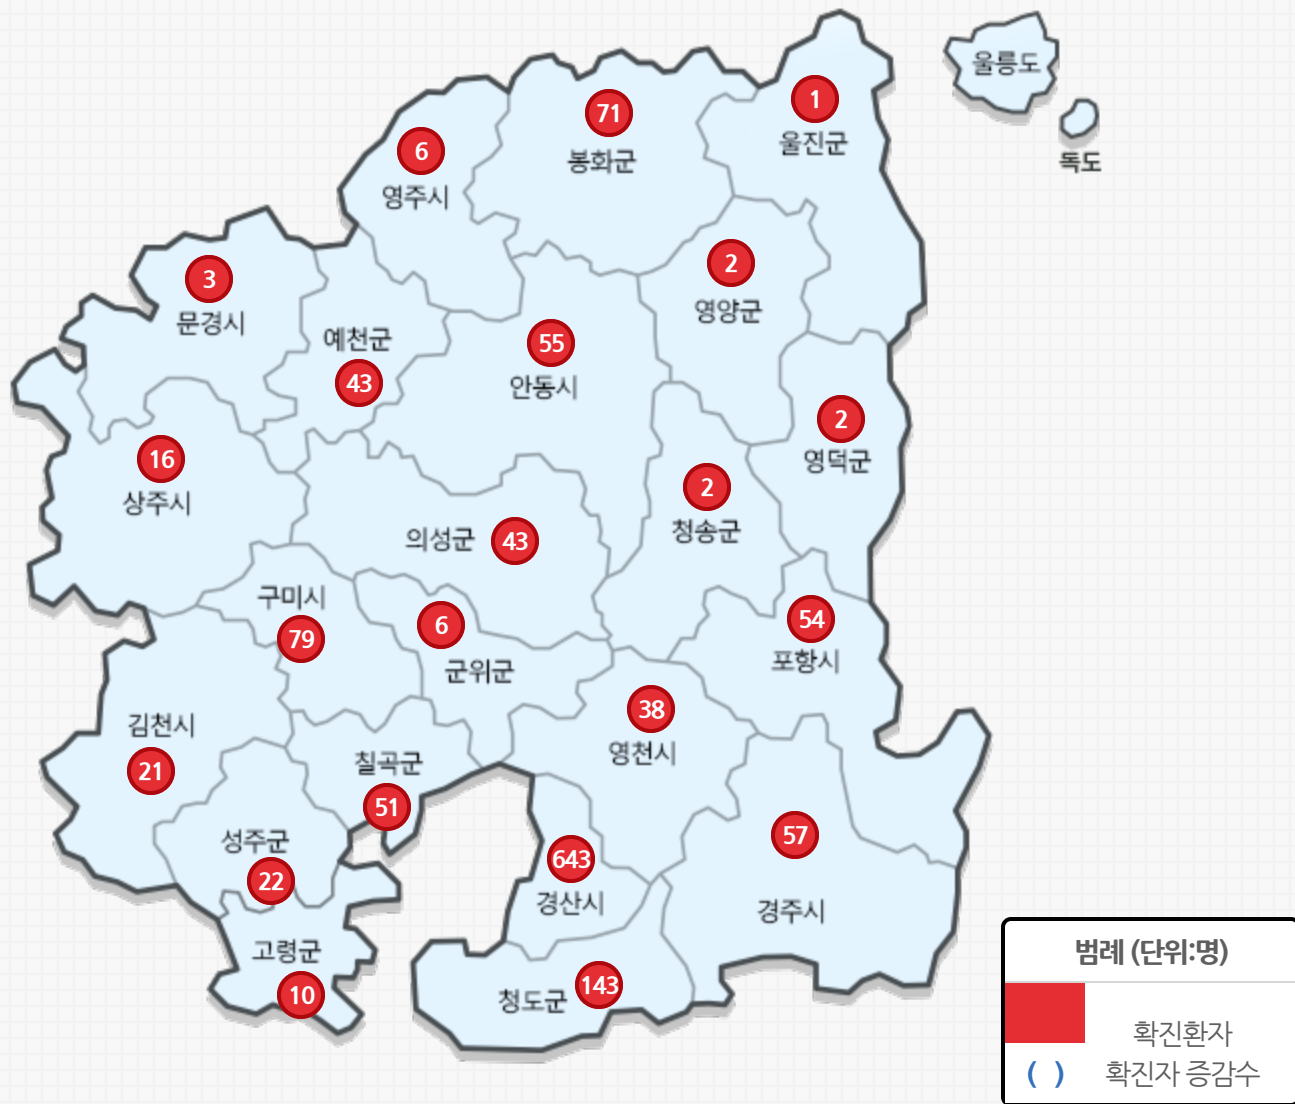 울릉도
독도
1
울진군
71
봉화군
6
영주시
2
영양군
3
문경시
예천군
43
55
안동시
2
영덕군
16
상주시
2
청송군
의성군
43
구미시
79
6
군위군
54
포항시
38
영천시
김천시
21
칠곡군
51
57
경주시
성주군
22
643
경산시
고령군
10
청도군
143
범례 (단위:명)
확진환자
( ) 확진자 증감수